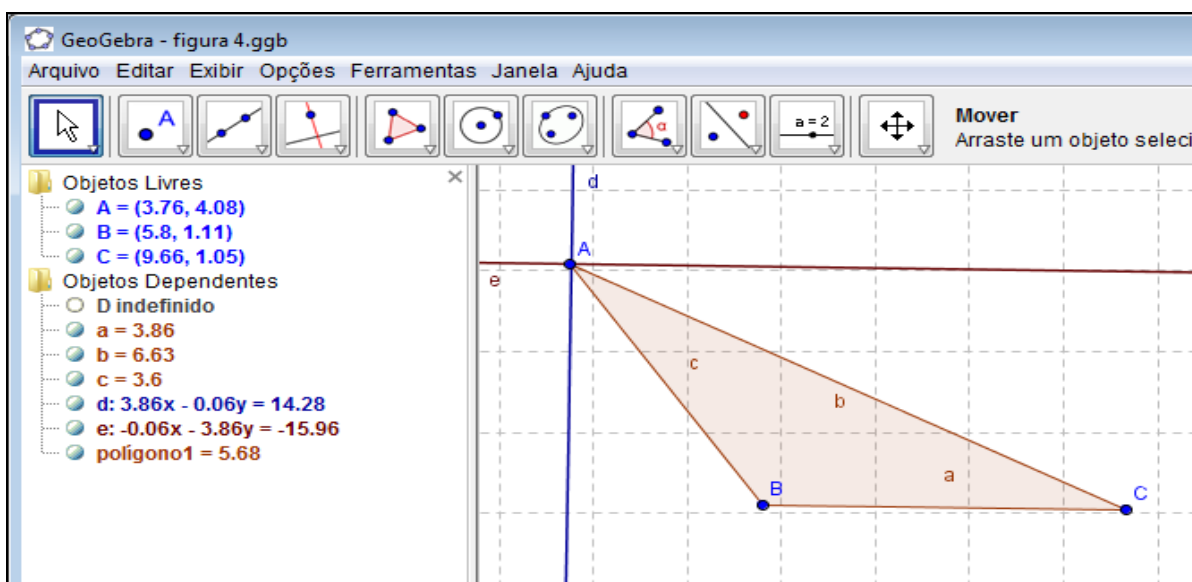 GeoGebra - figura 4.ggb
Arquivo Editar Exibir Opções Ferramentas Janela Ajuda
A
α
a = 2
Mover
Arraste um objeto seleci
Objetos Livres
A = (3.76, 4.08)
B = (5.8, 1.11)
C = (9.66, 1.05)
Objetos Dependentes
D indefinido
a = 3.86
b = 6.63
c = 3.6
d: 3.86x - 0.06y = 14.28
e: -0.06x - 3.86y = -15.96
polígono1 = 5.68
d
A
e
c
b
a
B
C